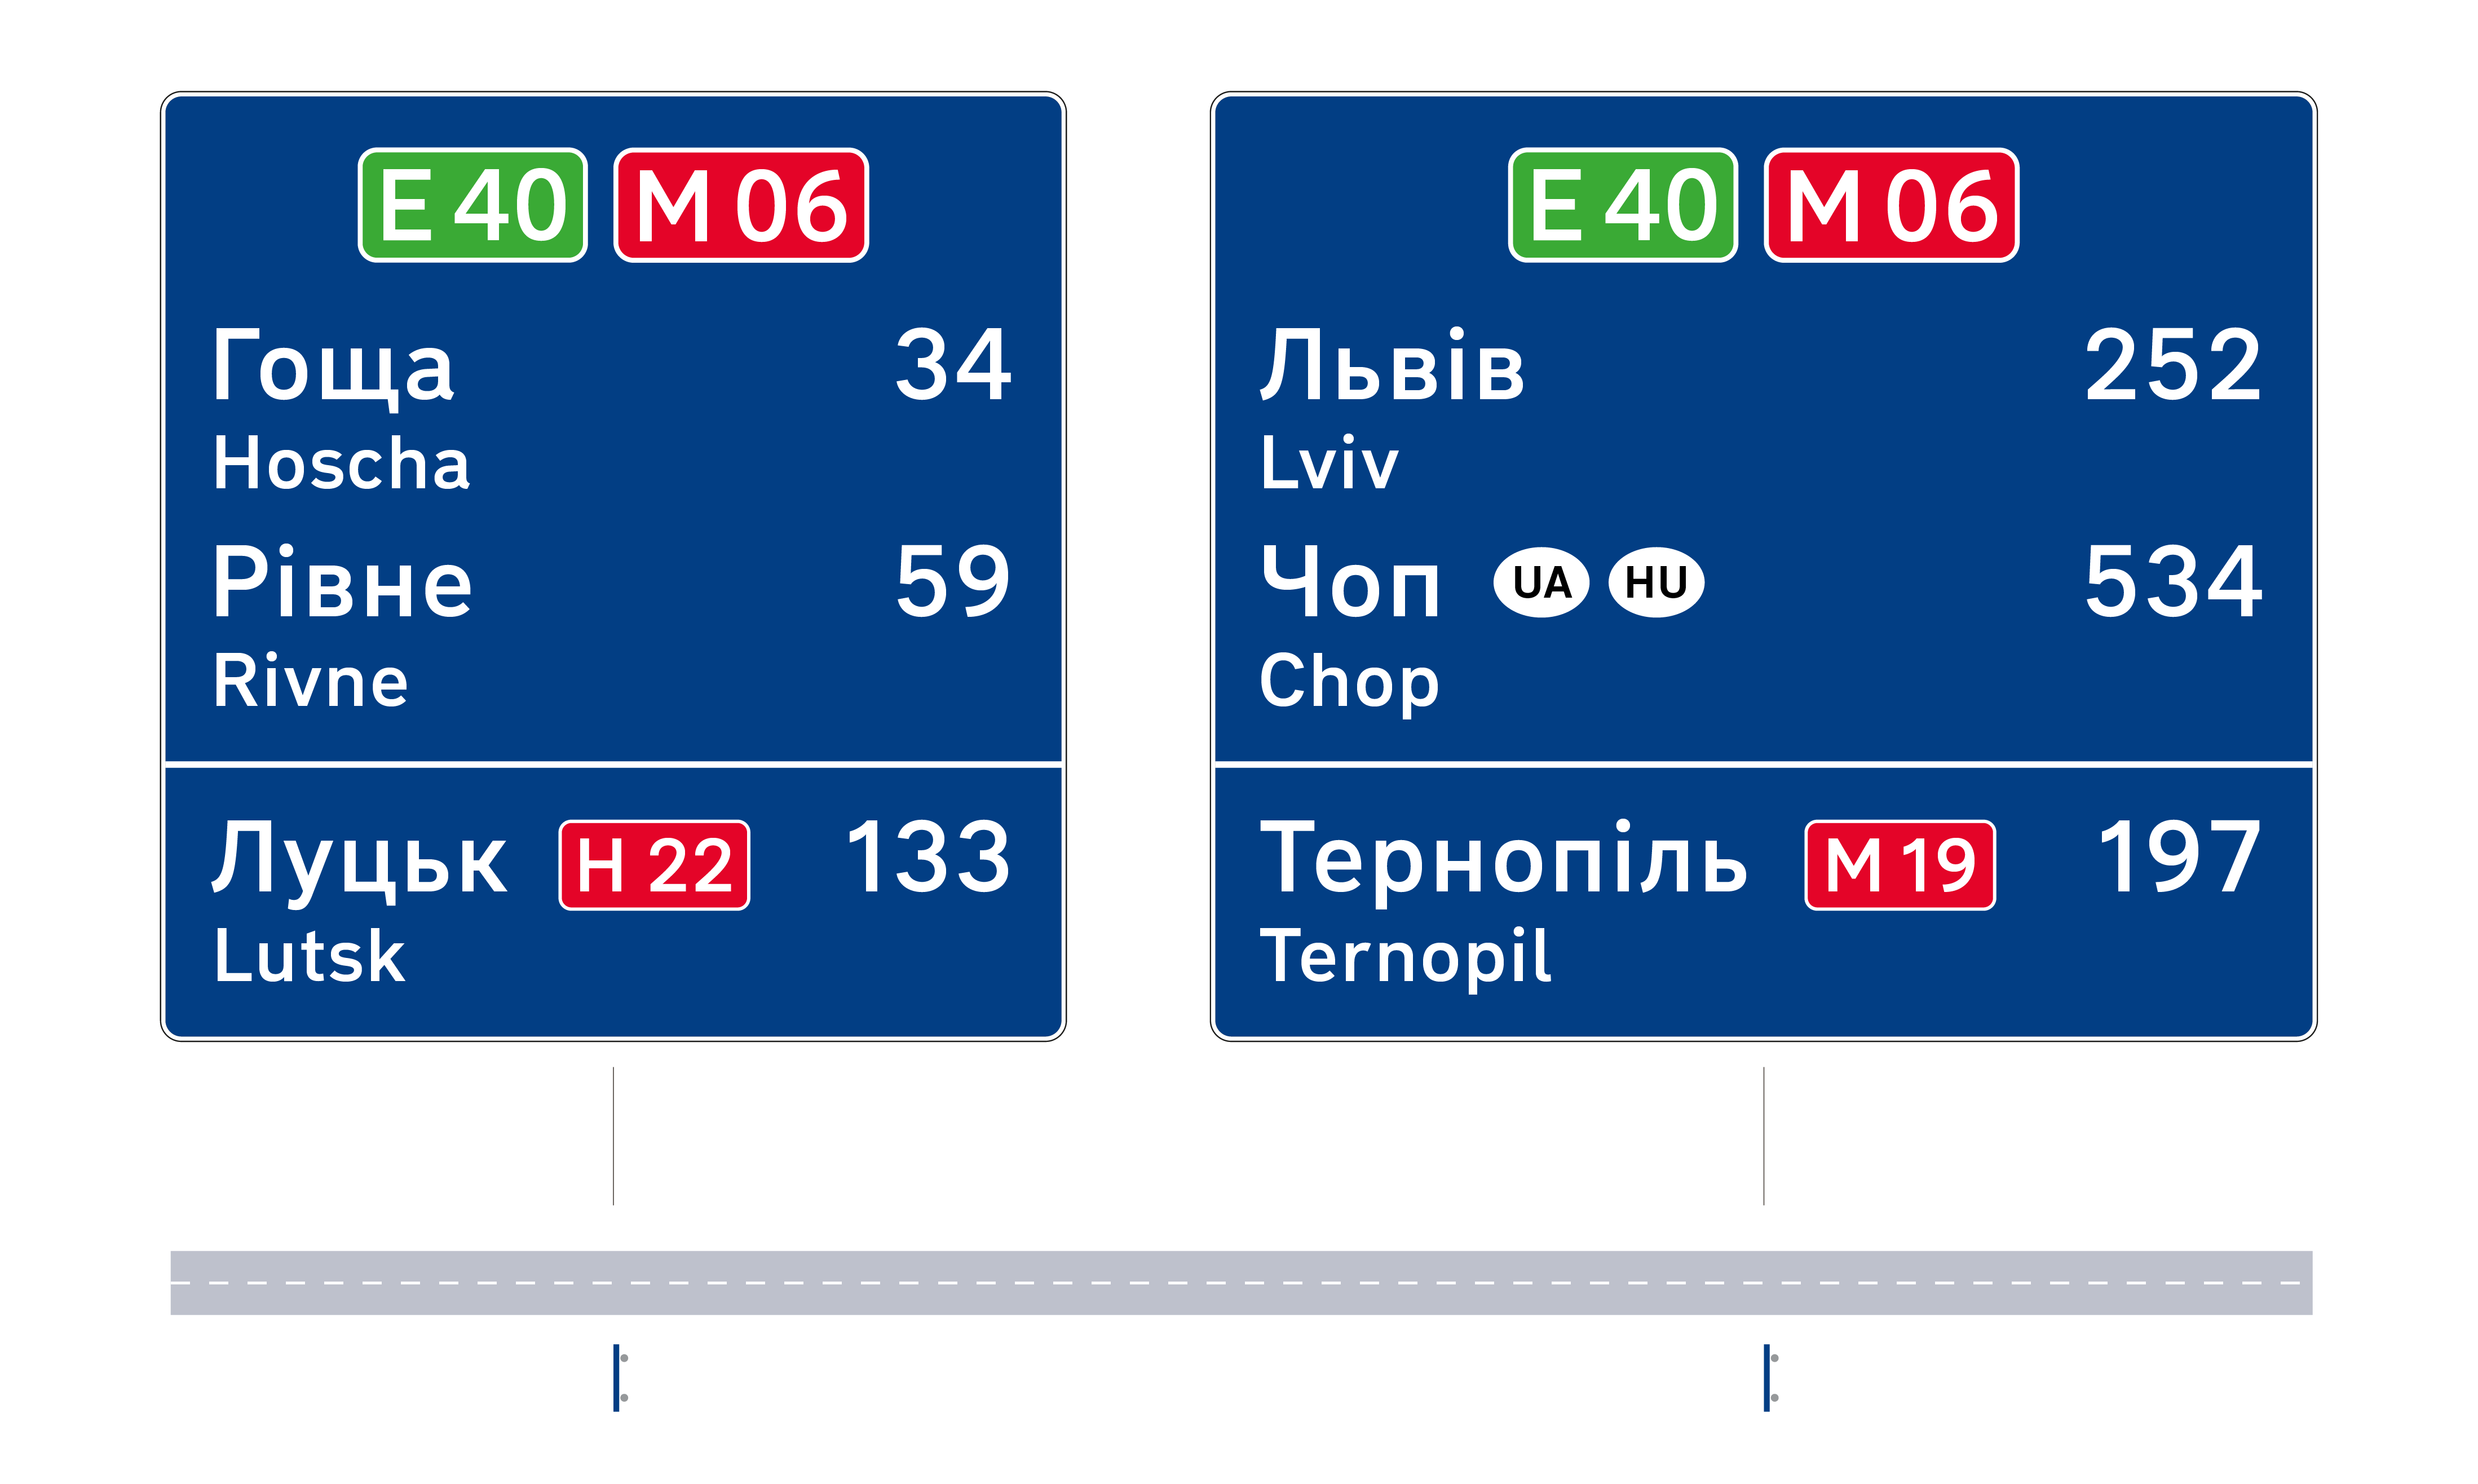 E 40 M 06
Гоща 34
Hoscha
Рівне 59
Rivne
Луцьк H 22 133
Lutsk
E 40 M 06
Львів 252
Lviv
Чоп UA HU 534
Chop
Тернопіль M 19 197
Ternopil